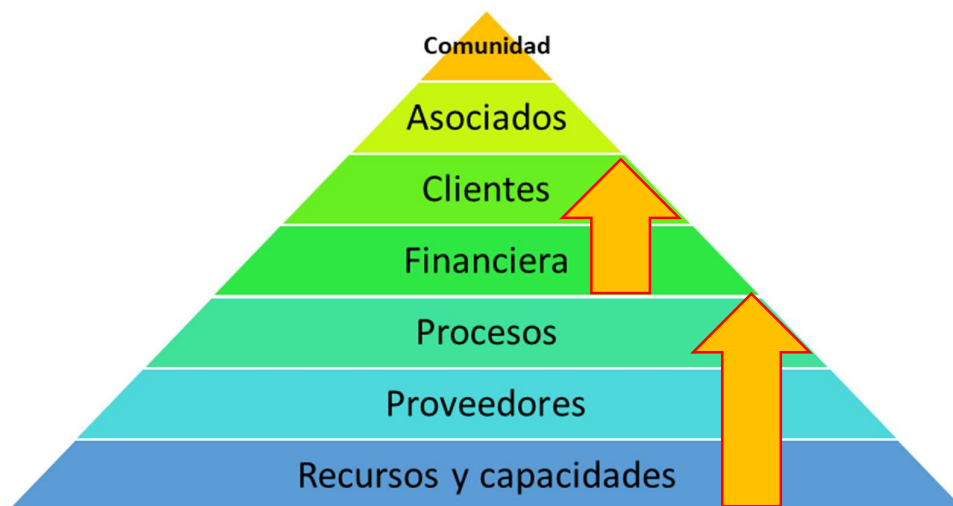 Comunidad
Asociados
Clientes
Financiera
Procesos
Proveedores
Recursos y capacidades